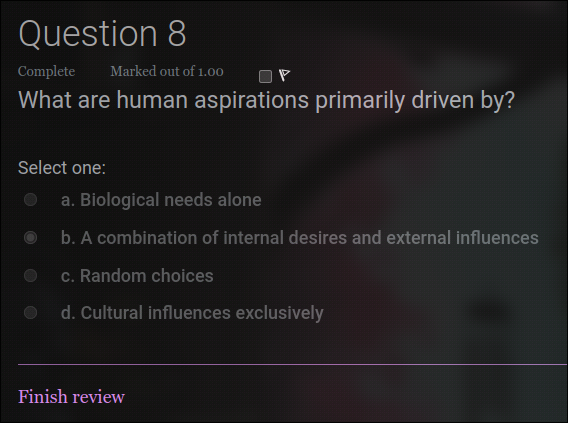 Question 8
Complete Marked out of 1.00
What are human aspirations primarily driven by?
Select one:
a. Biological needs alone
b. A combination of internal desires and external influences
c. Random choices
d. Cultural influences exclusively
Finish review